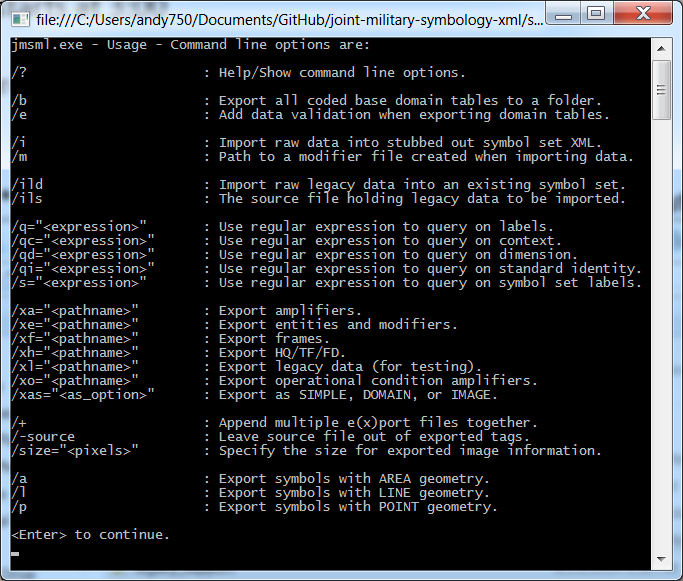 file:///C:/Users/andy750/Documents/GitHub/joint-military-symbology-xml/s...
jmsml.exe - Usage - Command line options are:
/? : Help/Show command line options.
/b : Export all coded base domain tables to a folder.
/e : Add data validation when exporting domain tables.
/i : Import raw data into stubbed out symbol set XML.
/m : Path to a modifier file created when importing data.
/ild : Import raw legacy data into an existing symbol set.
/ils : The source file holding legacy data to be imported.
/q="<expression>" : Use regular expression to query on labels.
/qc="<expression>" : Use regular expression to query on context.
/qd="<expression>" : Use regular expression to query on dimension.
/qi="<expression>" : Use regular expression to query on standard identity.
/s="<expression>" : Use regular expression to query on symbol set labels.
/xa="<pathname>" : Export amplifiers.
/xe="<pathname>" : Export entities and modifiers.
/xf="<pathname>" : Export frames.
/xh="<pathname>" : Export HQ/TF/FD.
/xl="<pathname>" : Export legacy data (for testing).
/xo="<pathname>" : Export operational condition amplifiers.
/xas="<as_option>" : Export as SIMPLE, DOMAIN, or IMAGE.
/+ : Append multiple e(x)port files together.
/-source : Leave source file out of exported tags.
/size="<pixels>" : Specify the size for exported image information.
/a : Export symbols with AREA geometry.
/l : Export symbols with LINE geometry.
/p : Export symbols with POINT geometry.
<Enter> to continue.